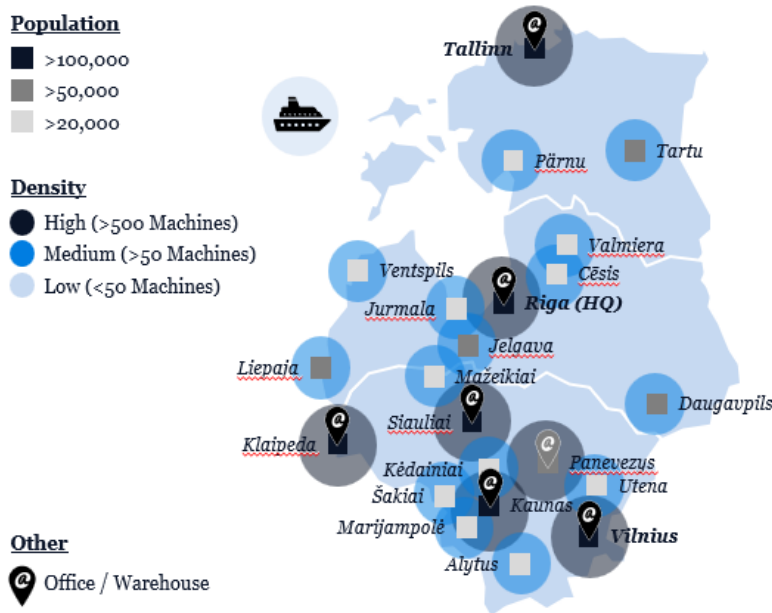 Population
>100,000
>50,000
>20,000
Density
High (>500 Machines)
Medium (>50 Machines)
Low (<50 Machines)
Other
@ Office / Warehouse
@
Tallinn
Pärnu
Tartu
Valmiera
Cēsis
Ventspils
@
Riga (HQ)
Jurmala
Jelgava
Liepaja
Mažeikiai
Daugavpils
@
Siauliai
@
Klaipeda
@
Panevezys
Kėdainiai
Utena
Šakiai
@
Kaunas
Marijampolė
@
Vilnius
Alytus